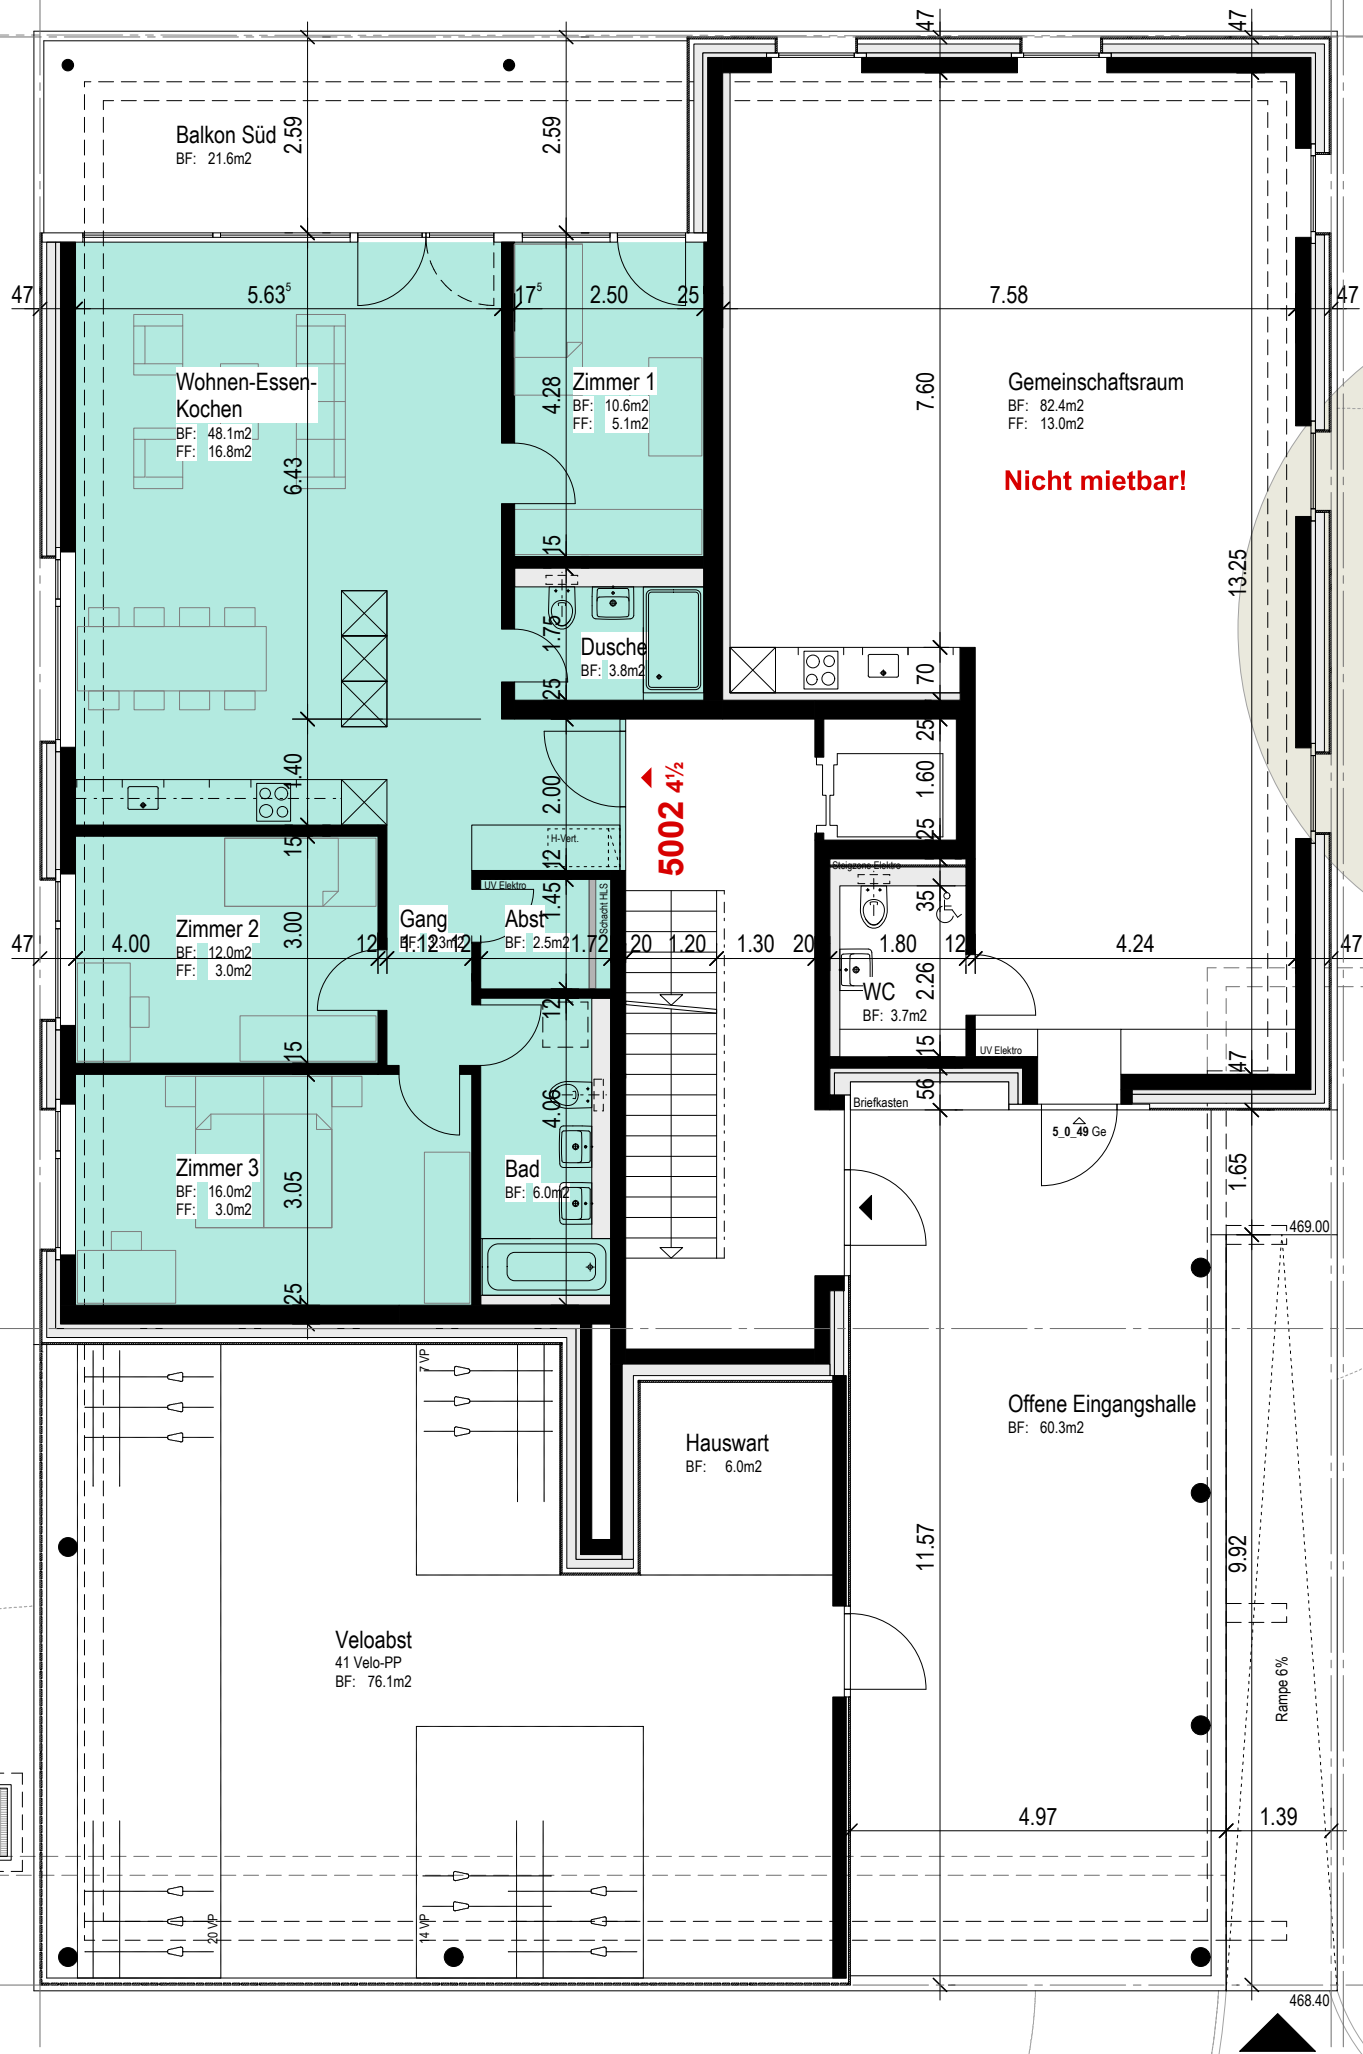 47
47
Balkon Süd
BF: 21.6m2
2.59
2.59
47
5.63⁵
17⁵
2.50
25
7.58
47
Wohnen-Essen-
Kochen
BF: 48.1m2
FF: 16.8m2
6.43
4.28
Zimmer 1
BF: 10.6m2
FF: 5.1m2
7.60
Gemeinschaftsraum
BF: 82.4m2
FF: 13.0m2
Nicht mietbar!
15
13.25
1.75
Dusche
BF: 3.8m2
25
70
25
1.40
2.00
5002 4½
1.60
H-Vert.
15
12
25
Steigzone Elektro
UV Elektro
1.45
Schacht HLS
35
Zimmer 2
BF: 12.0m2
FF: 3.0m2
3.00
Gang
Abst
BF: 2.5m2
47
4.00
12
12
1.72
20
1.20
1.30
20
1.80
12
4.24
47
2.26
WC
BF: 3.7m2
12
15
15
UV Elektro
47
56
Briefkasten
5_0_49 Ge
4.06
Zimmer 3
BF: 16.0m2
FF: 3.0m2
3.05
Bad
BF: 6.0m2
1.65
469.00
25
7 VP
Hauswart
BF: 6.0m2
Offene Eingangshalle
BF: 60.3m2
11.57
9.92
Veloabst
41 Velo-PP
BF: 76.1m2
Rampe 6%
4.97
1.39
20 VP
14 VP
468.40